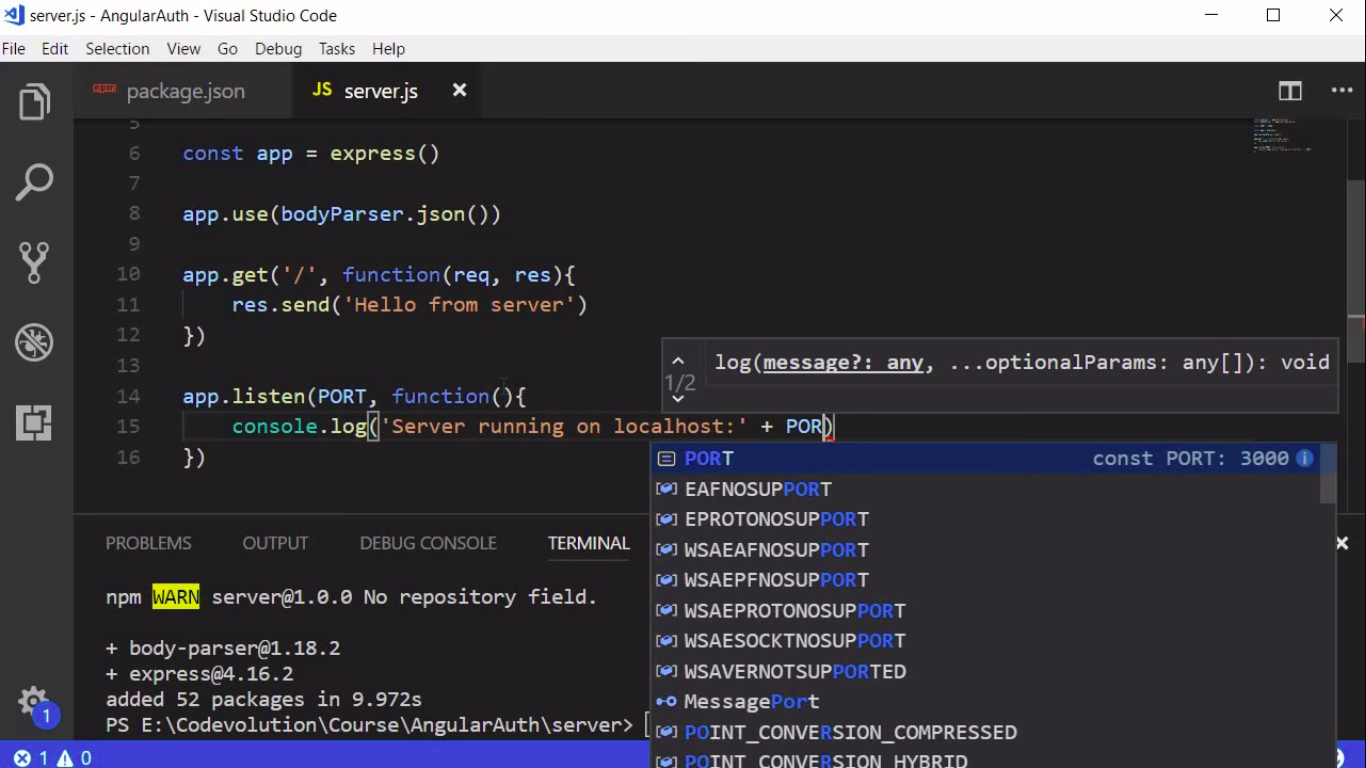 server.js - AngularAuth - Visual Studio Code
File Edit Selection View Go Debug Tasks Help
npm package.json JS server.js
5
6 const app = express()
7
8 app.use(bodyParser.json())
9
10 app.get('/', function(req, res){
11 res.send('Hello from server')
12 })
13
log(message?: any, ...optionalParams: any[]): void
1/2
14 app.listen(PORT, function(){
15 console.log('Server running on localhost:' + POR)
16 })
PORT const PORT: 3000
EAFNOSUPPORT
EPROTONOSUPPORT
WSAEAFNOSUPPORT
WSAEPFNOSUPPORT
WSAEPROTONOSUPPORT
WSAESOCKTNOSUPPORT
WSAVERNOTSUPPORTED
MessagePort
POINT_CONVERSION_COMPRESSED
POINT_CONVERSION_HYBRID
PROBLEMS OUTPUT DEBUG CONSOLE TERMINAL
npm WARN server@1.0.0 No repository field.
+ body-parser@1.18.2
+ express@4.16.2
added 52 packages in 9.972s
PS E:\Codevolution\Course\AngularAuth\server>
1
1 0